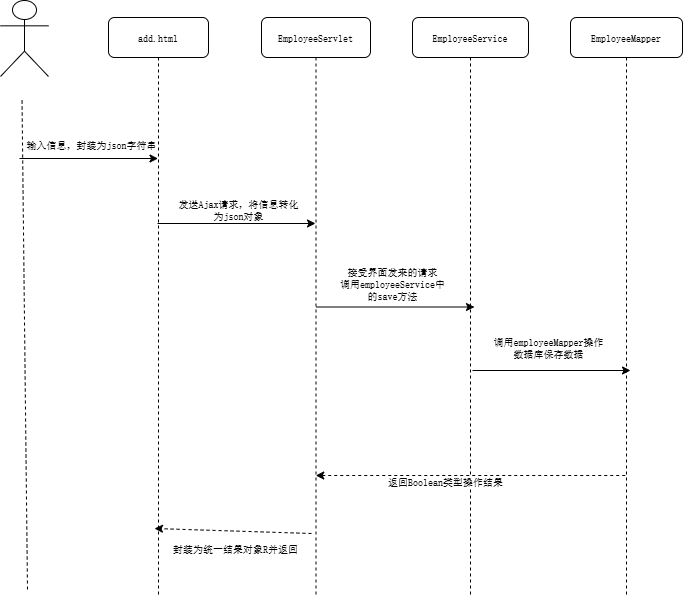 add.html
EmployeeServlet
EmployeeService
EmployeeMapper
输入信息，封装为json字符串
发送Ajax请求，将信息转化
为json对象
接受界面发来的请求
调用employeeService中
的save方法
调用employeeMapper操作
数据库保存数据
返回Boolean类型操作结果
封装为统一结果对象R并返回